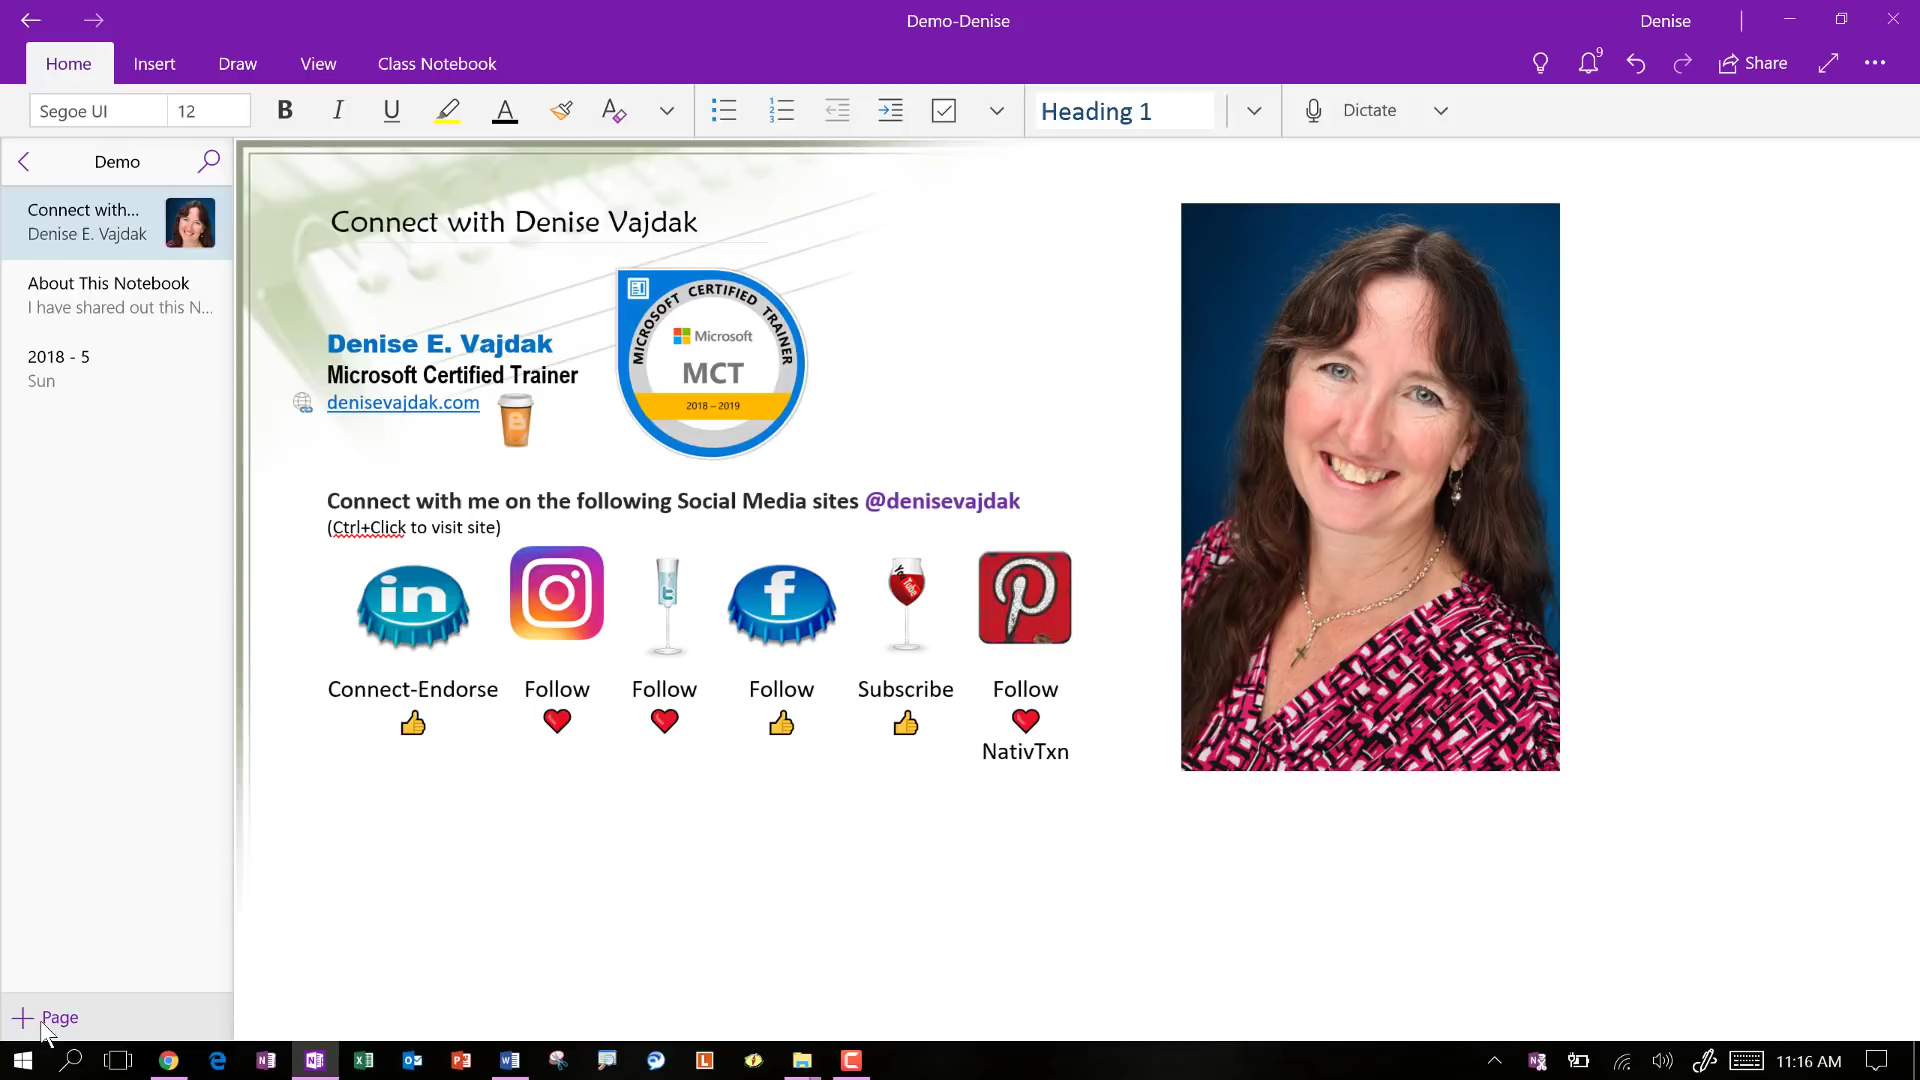 Demo-Denise
Denise
Home
Insert
Draw
View
Class Notebook
9
Share
Segoe UI
12
B
I
U
A
A
Heading 1
Dictate
Demo
Connect with...
Denise E. Vajdak
About This Notebook
I have shared out this N...
2018 - 5
Sun
Page
Connect with Denise Vajdak
Denise E. Vajdak
Microsoft Certified Trainer
denisevajdak.com
MICROSOFT CERTIFIED TRAINER
Microsoft
MCT
2018 – 2019
Connect with me on the following Social Media sites @denisevajdak
(Ctrl+Click to visit site)
in
t
f
YouTube
P
Connect-Endorse
Follow
Follow
Follow
Subscribe
Follow
NativTxn
11:16 AM